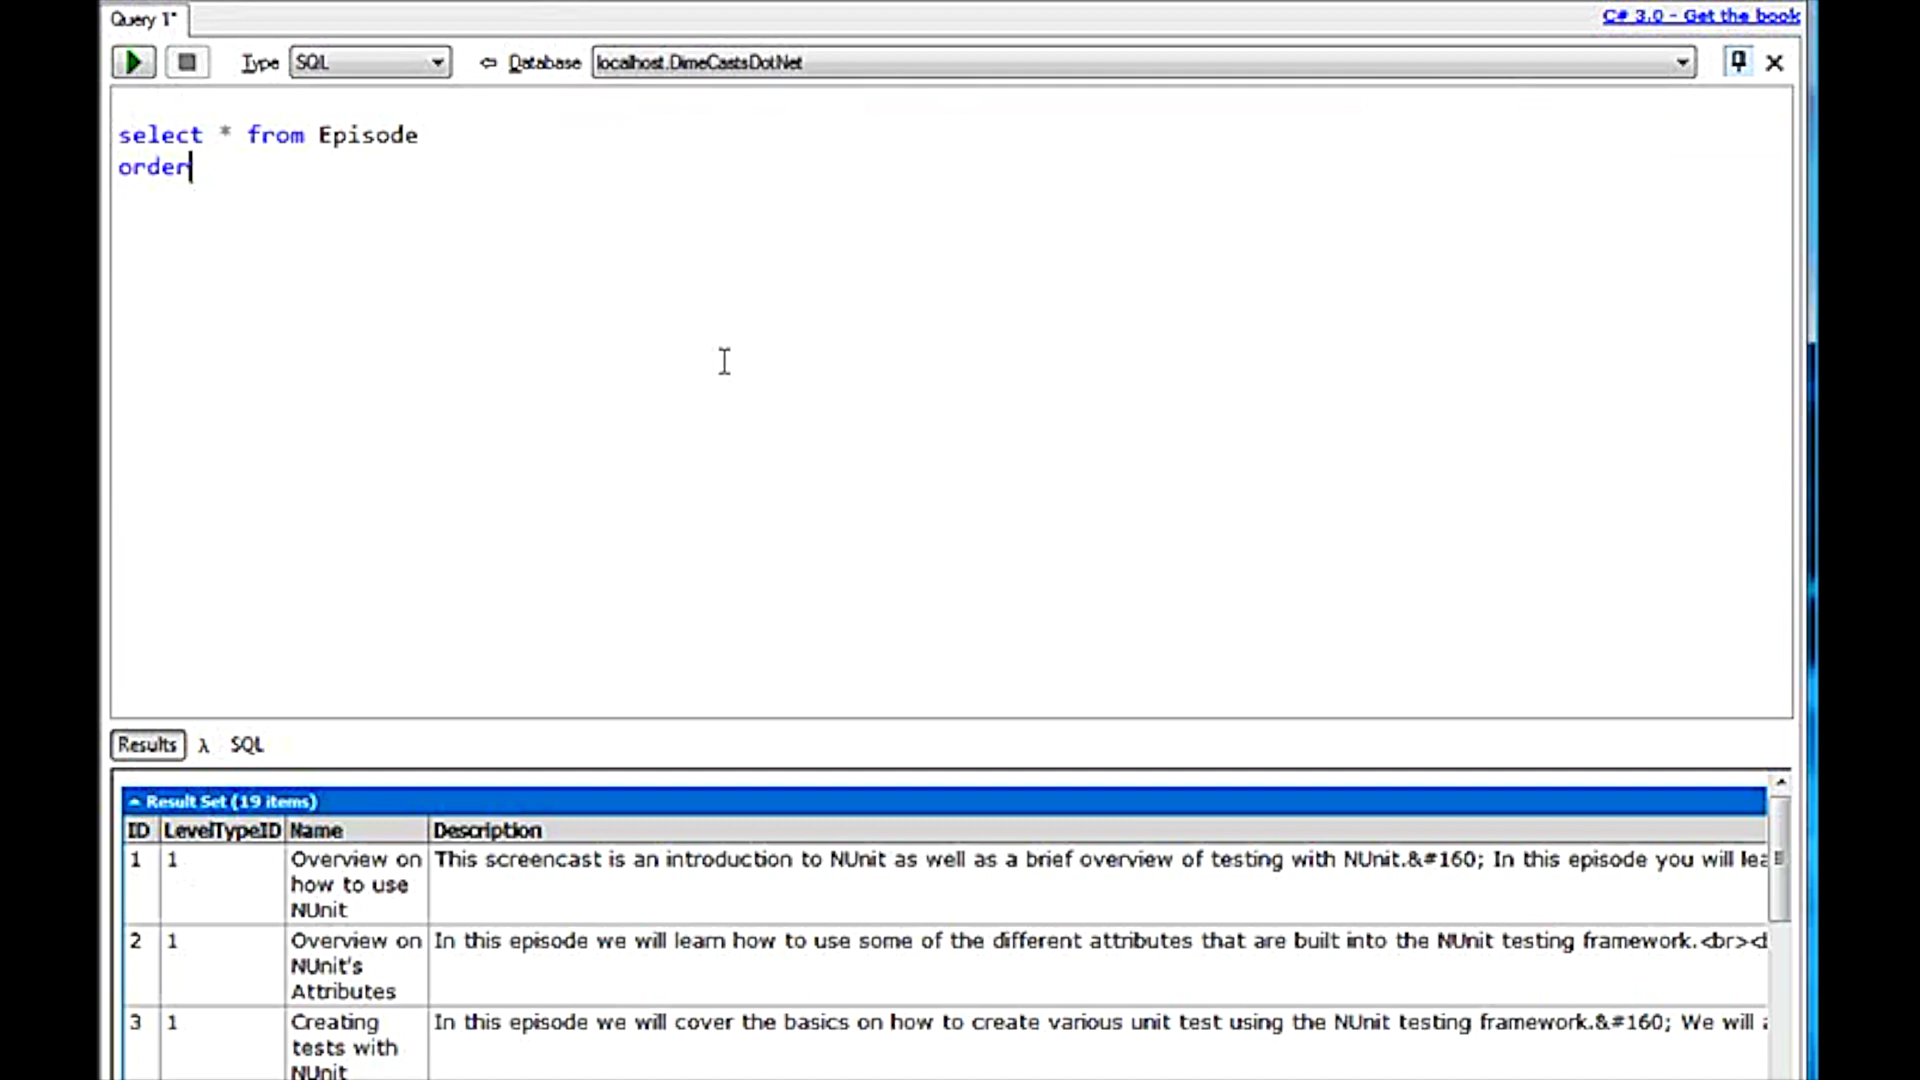 Query 1*
C# 3.0 - Get the book
Type SQL Database localhost.DimeCastsDotNet
select * from Episode
order
Results λ SQL
Result Set (19 items)
ID LevelTypeID Name Description
1 1 Overview on how to use NUnit This screencast is an introduction to NUnit as well as a brief overview of testing with NUnit.&#160; In this episode you will lea
2 1 Overview on NUnit's Attributes In this episode we will learn how to use some of the different attributes that are built into the NUnit testing framework.<br><b
3 1 Creating tests with NUnit In this episode we will cover the basics on how to create various unit test using the NUnit testing framework.&#160; We will a